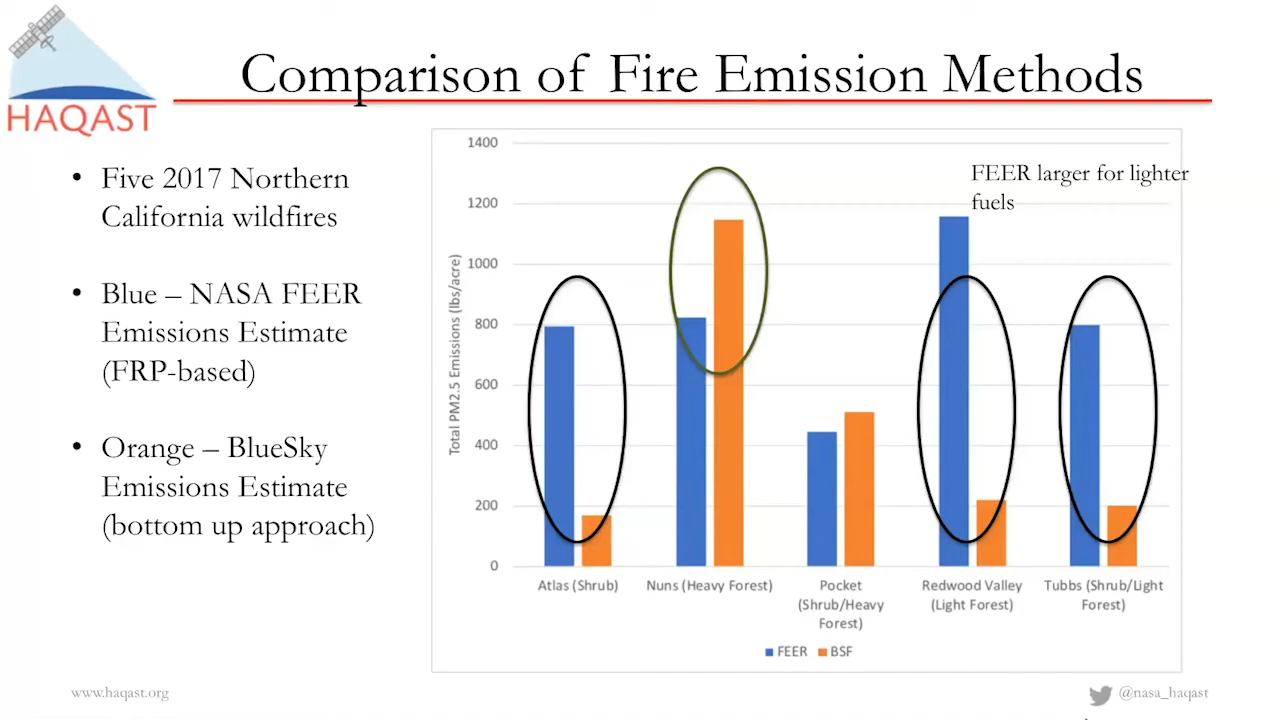 HAQAST
Comparison of Fire Emission Methods
• Five 2017 Northern
California wildfires
• Blue – NASA FEER
Emissions Estimate
(FRP-based)
• Orange – BlueSky
Emissions Estimate
(bottom up approach)
FEER larger for lighter
fuels
Total PM2.5 Emissions (lbs/acre)
1400
1200
1000
800
600
400
200
0
Atlas (Shrub)
Nuns (Heavy Forest)
Pocket
(Shrub/Heavy
Forest)
Redwood Valley
(Light Forest)
Tubbs (Shrub/Light
Forest)
FEER
BSF
www.haqast.org
@nasa_haqast